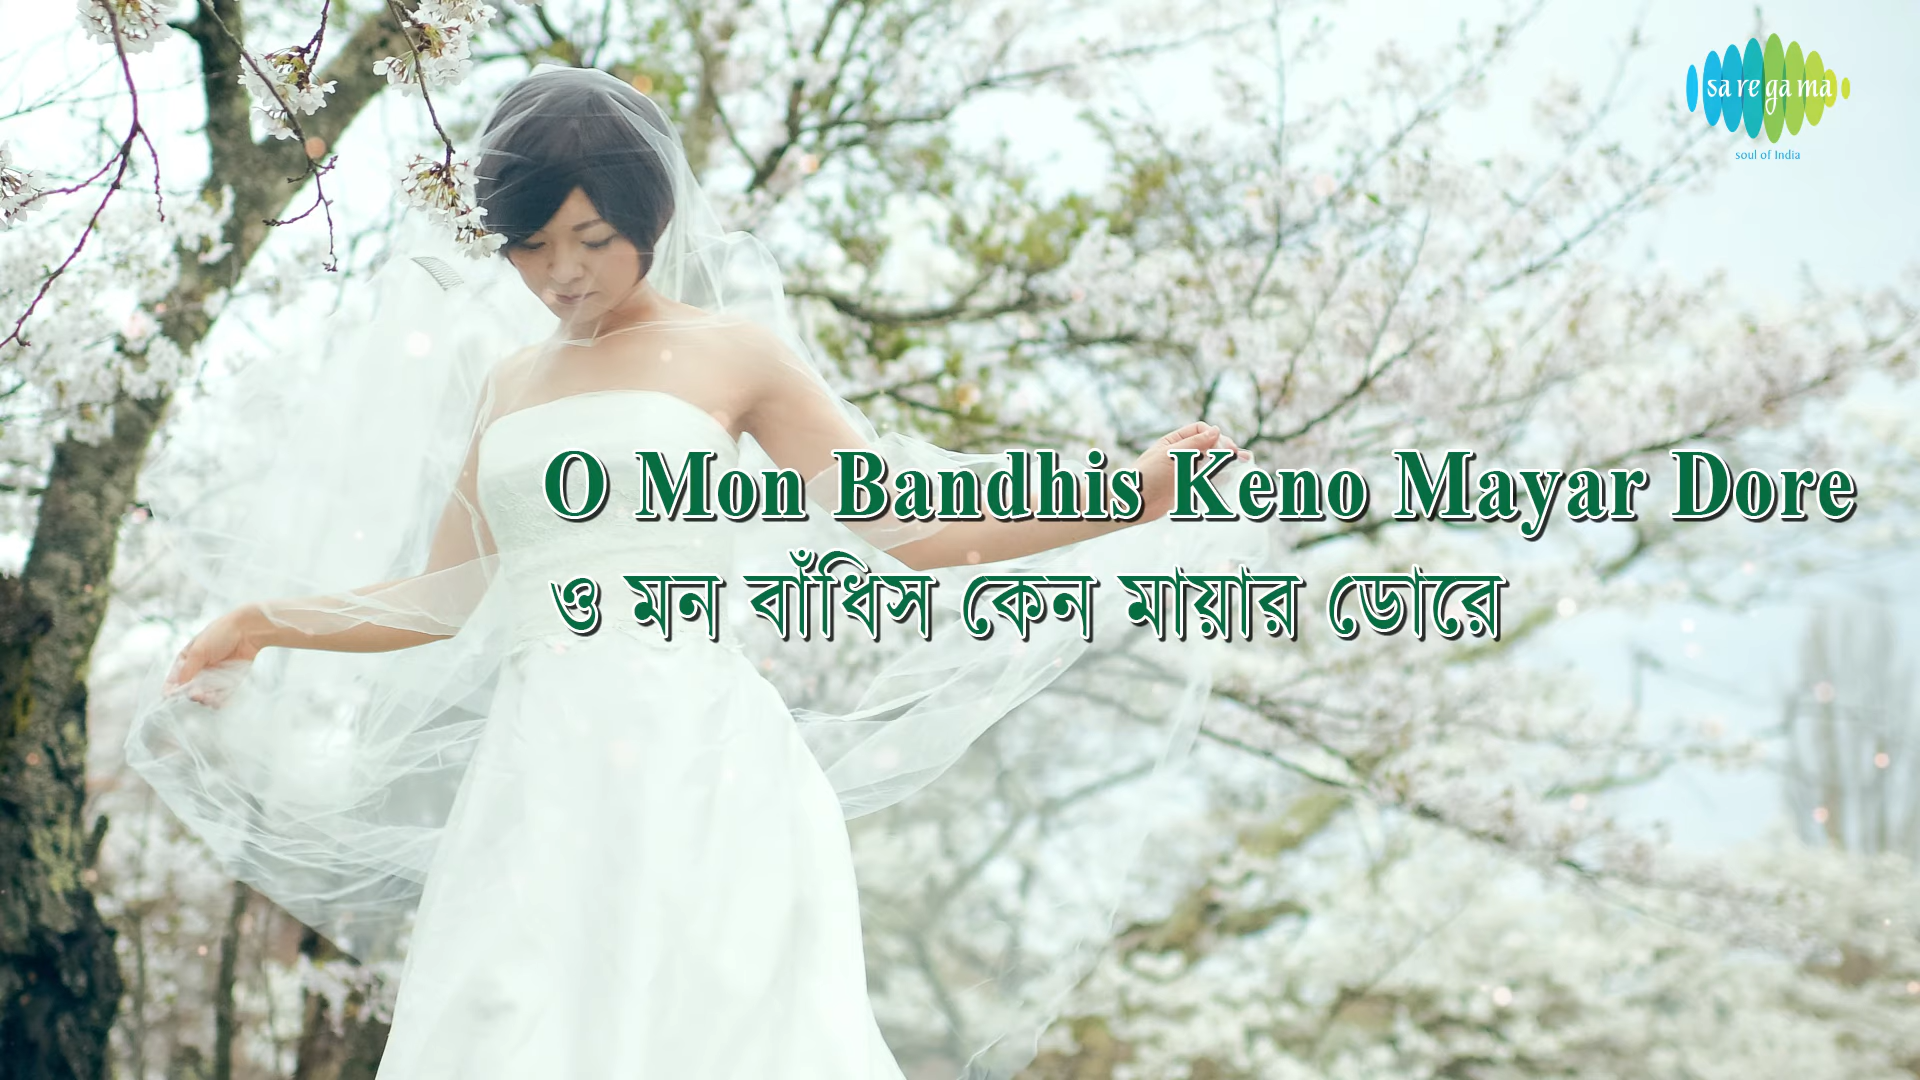 sa re ga ma
soul of India
O Mon Bandhis Keno Mayar Dore
ও মন বাঁধিস কেন মায়ার ডোরে